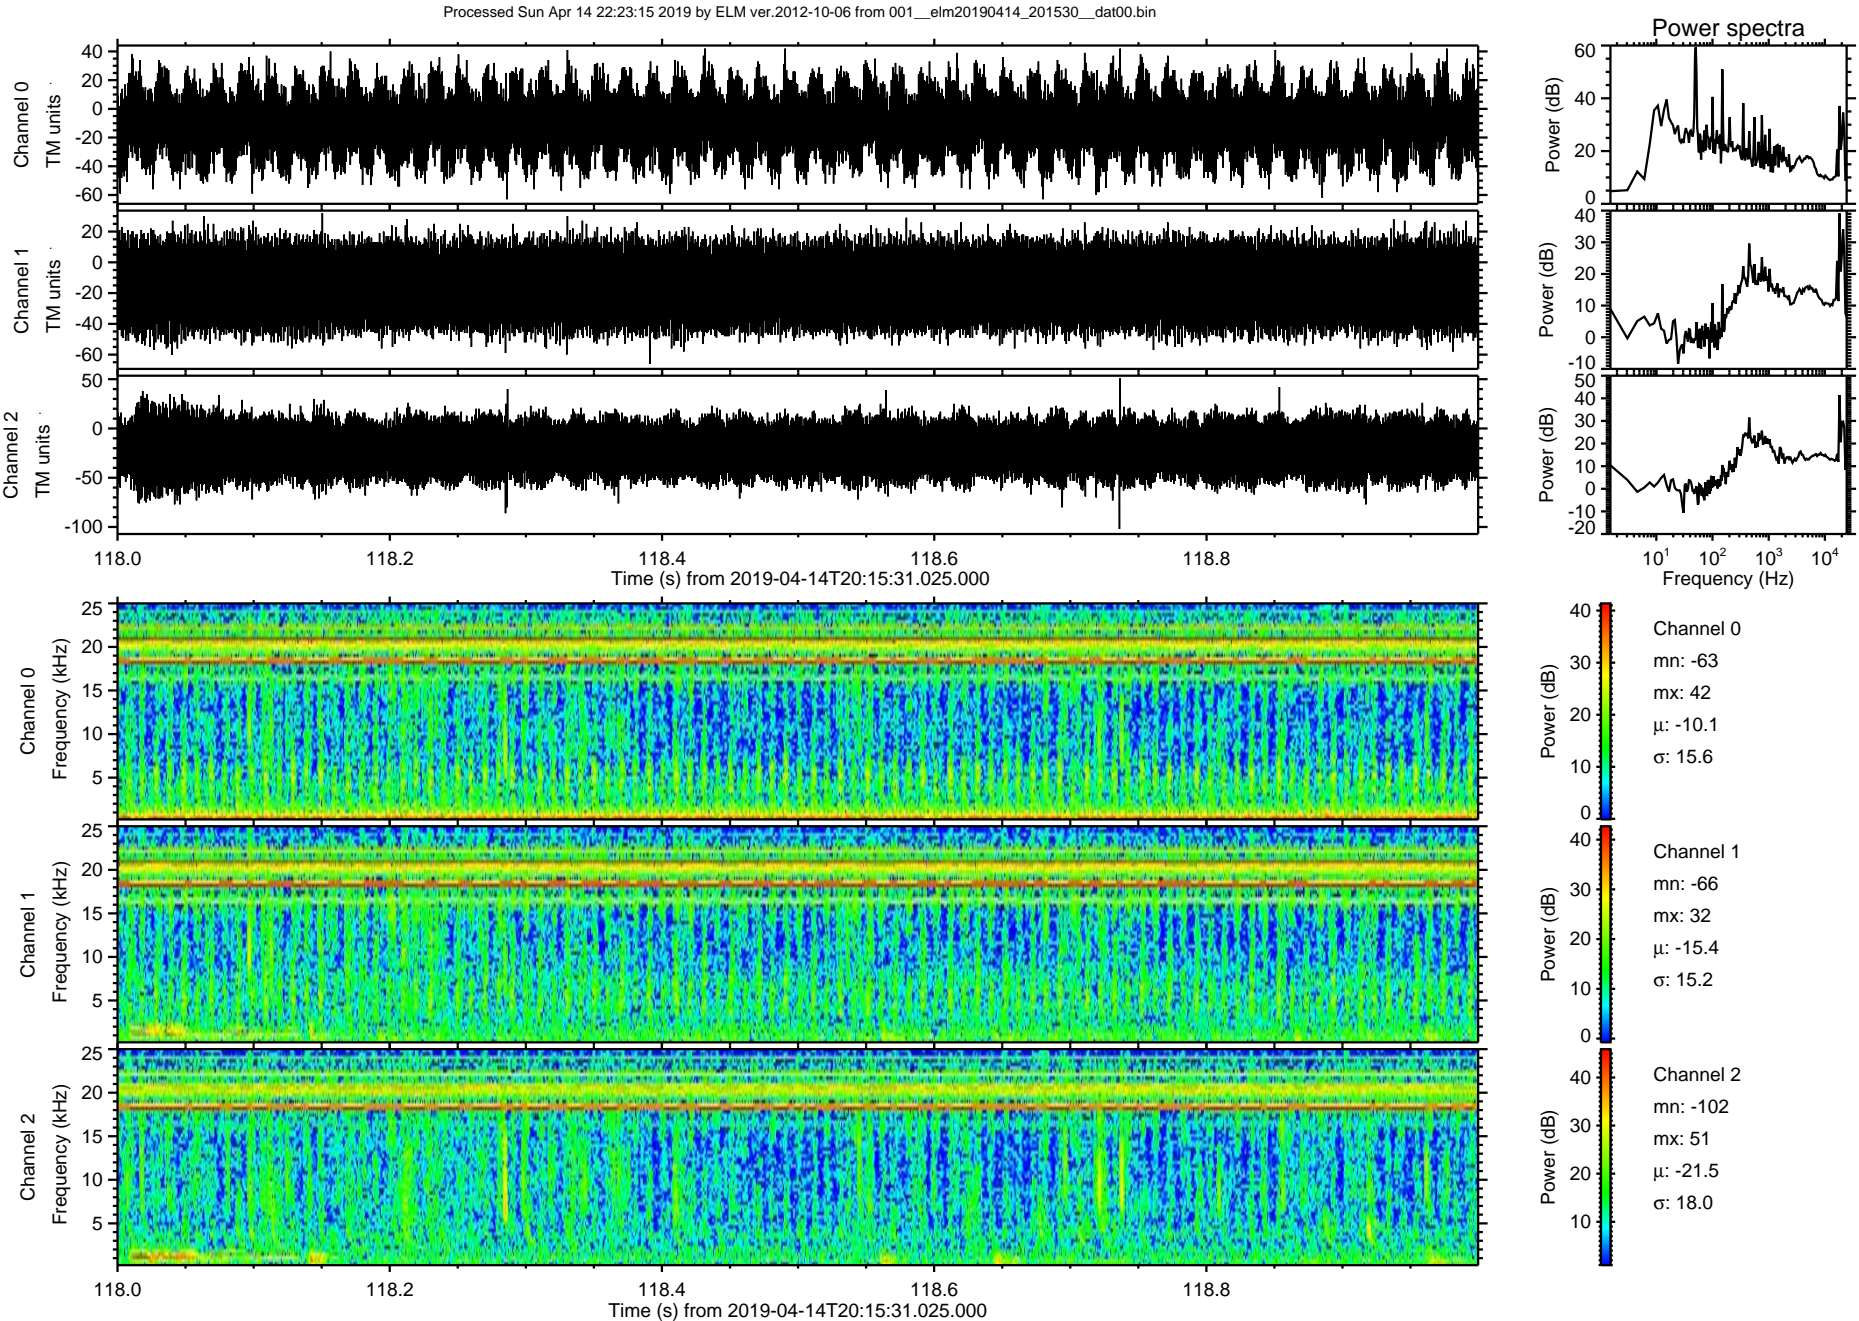 Processed Sun Apr 14 22:23:15 2019 by ELM ver.2012-10-06 from 001__elm20190414_201530__dat00.bin
Power spectra
Channel 0
TM units
40
20
0
-20
-40
-60
Power (dB)
60
40
20
0
Channel 1
TM units
20
0
-20
-40
-60
Power (dB)
40
30
20
10
0
-10
Channel 2
TM units
50
0
-50
-100
Power (dB)
50
40
30
20
10
0
-10
-20
118.0
118.2
118.4
118.6
118.8
Time (s) from 2019-04-14T20:15:31.025.000
10^1
10^2
10^3
10^4
Frequency (Hz)
Channel 0
Frequency (kHz)
25
20
15
10
5
Power (dB)
40
30
20
10
0
Channel 0
mn: -63
mx: 42
μ: -10.1
σ: 15.6
Channel 1
Frequency (kHz)
25
20
15
10
5
Power (dB)
40
30
20
10
0
Channel 1
mn: -66
mx: 32
μ: -15.4
σ: 15.2
Channel 2
Frequency (kHz)
25
20
15
10
5
Power (dB)
40
30
20
10
Channel 2
mn: -102
mx: 51
μ: -21.5
σ: 18.0
118.0
118.2
118.4
118.6
118.8
Time (s) from 2019-04-14T20:15:31.025.000